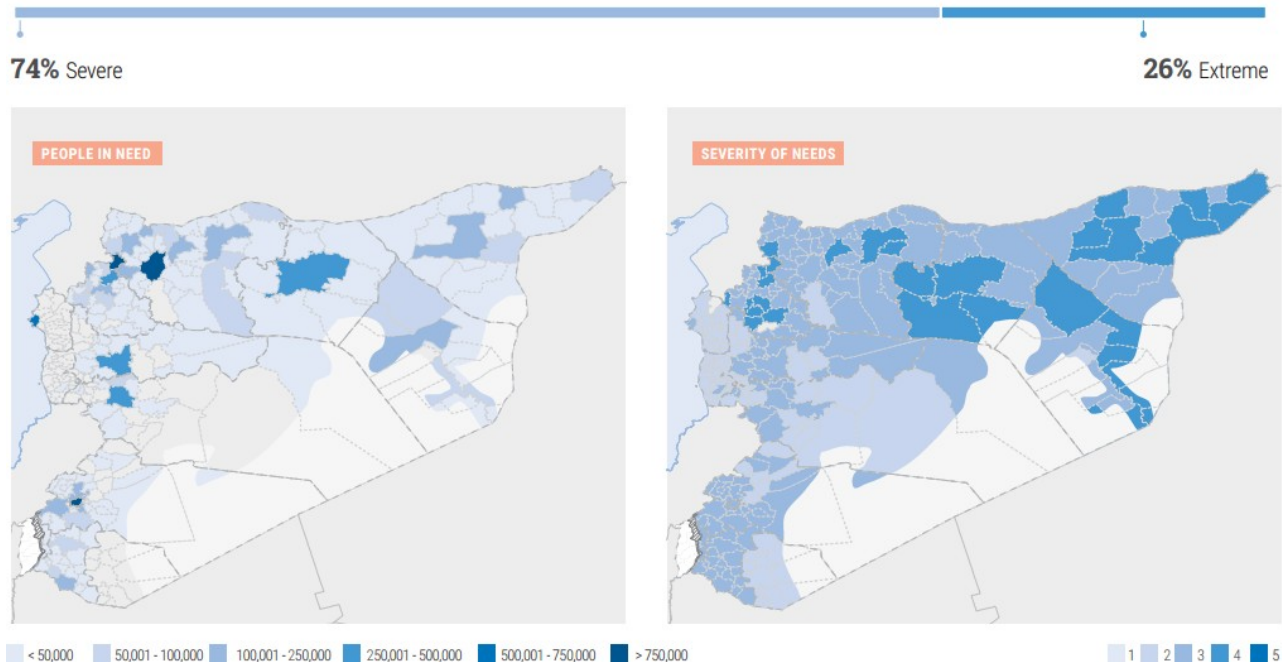 74% Severe
26% Extreme
PEOPLE IN NEED
SEVERITY OF NEEDS
< 50,000 50,001 - 100,000 100,001 - 250,000 250,001 - 500,000 500,001 - 750,000 > 750,000
1 2 3 4 5